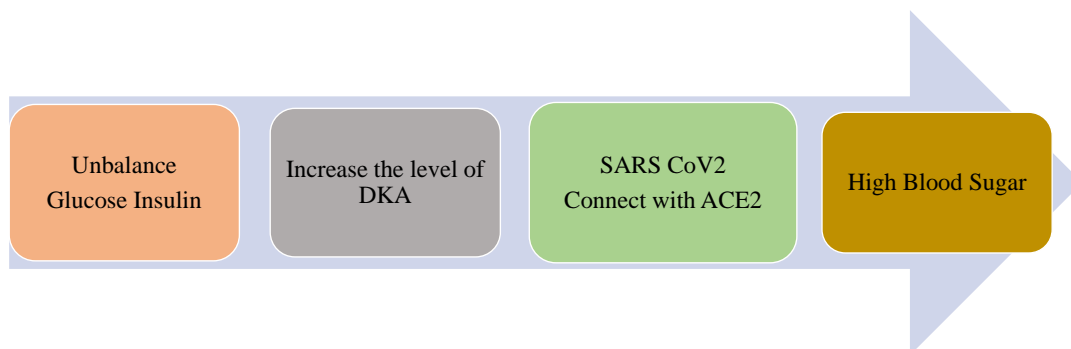 Unbalance
Glucose Insulin
Increase the level of
DKA
SARS CoV2
Connect with ACE2
High Blood Sugar